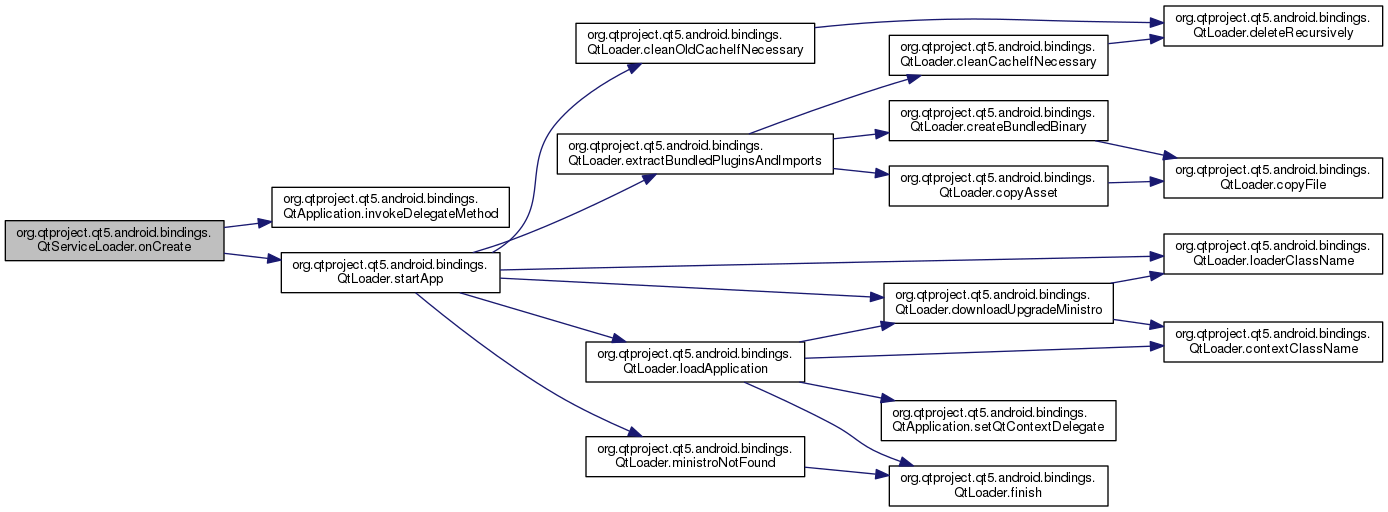 org.qtproject.qt5.android.bindings.
QtServiceLoader.onCreate
org.qtproject.qt5.android.bindings.
QtApplication.invokeDelegateMethod
org.qtproject.qt5.android.bindings.
QtLoader.startApp
org.qtproject.qt5.android.bindings.
QtLoader.cleanOldCacheIfNecessary
org.qtproject.qt5.android.bindings.
QtLoader.extractBundledPluginsAndImports
org.qtproject.qt5.android.bindings.
QtLoader.loadApplication
org.qtproject.qt5.android.bindings.
QtLoader.ministroNotFound
org.qtproject.qt5.android.bindings.
QtLoader.cleanCacheIfNecessary
org.qtproject.qt5.android.bindings.
QtLoader.createBundledBinary
org.qtproject.qt5.android.bindings.
QtLoader.copyAsset
org.qtproject.qt5.android.bindings.
QtLoader.downloadUpgradeMinistro
org.qtproject.qt5.android.bindings.
QtApplication.setQtContextDelegate
org.qtproject.qt5.android.bindings.
QtLoader.finish
org.qtproject.qt5.android.bindings.
QtLoader.deleteRecursively
org.qtproject.qt5.android.bindings.
QtLoader.copyFile
org.qtproject.qt5.android.bindings.
QtLoader.loaderClassName
org.qtproject.qt5.android.bindings.
QtLoader.contextClassName